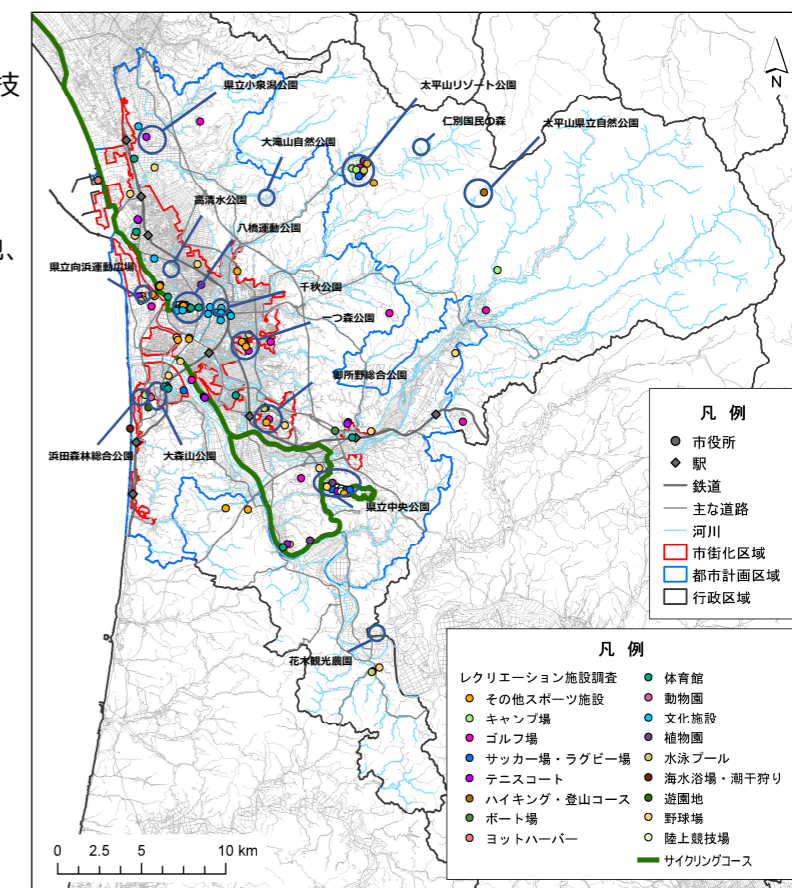 技
也、
県立小泉潟公園
太平山リゾート公園
仁別国民の森
太平山県立自然公園
大滝山自然公園
高清水公園
八橋運動公園
県立向浜運動広場
千秋公園
一つ森公園
御所野総合公園
浜田森林総合公園
大森山公園
県立中央公園
花木観光農園
N
凡 例
市役所
駅
鉄道
主な道路
河川
市街化区域
都市計画区域
行政区域
凡 例
レクリエーション施設調査
その他スポーツ施設
キャンプ場
ゴルフ場
サッカー場・ラグビー場
テニスコート
ハイキング・登山コース
ボート場
ヨットハーバー
体育館
動物園
文化施設
植物園
水泳プール
海水浴場・潮干狩り
遊園地
野球場
陸上競技場
サイクリングコース
0 2.5 5 10 km